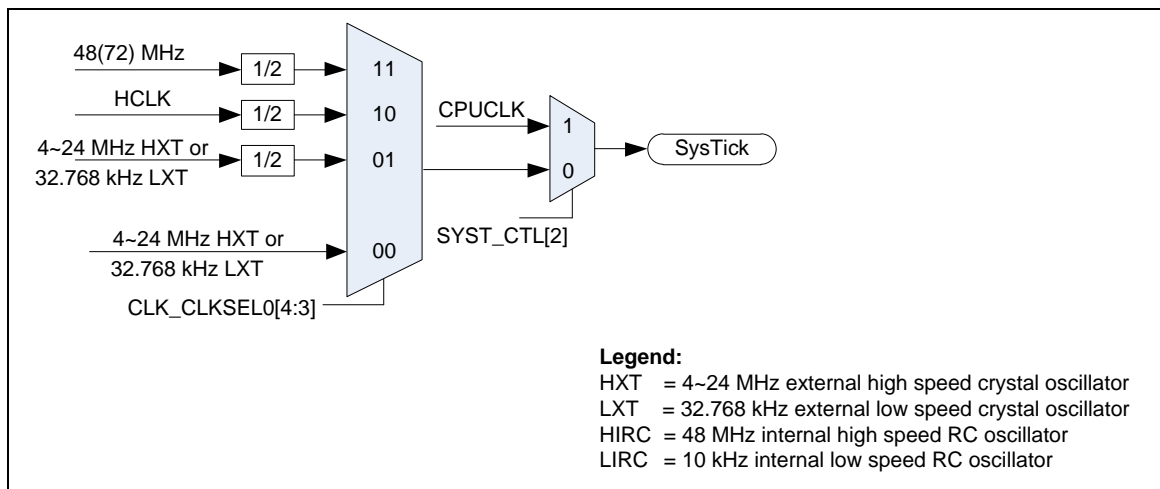 48(72) MHz
1/2
11
HCLK
1/2
10
4~24 MHz HXT or
32.768 kHz LXT
1/2
01
4~24 MHz HXT or
32.768 kHz LXT
00
CLK_CLKSEL0[4:3]
CPUCLK
1
0
SYST_CTL[2]
SysTick
Legend:
HXT = 4~24 MHz external high speed crystal oscillator
LXT = 32.768 kHz external low speed crystal oscillator
HIRC = 48 MHz internal high speed RC oscillator
LIRC = 10 kHz internal low speed RC oscillator